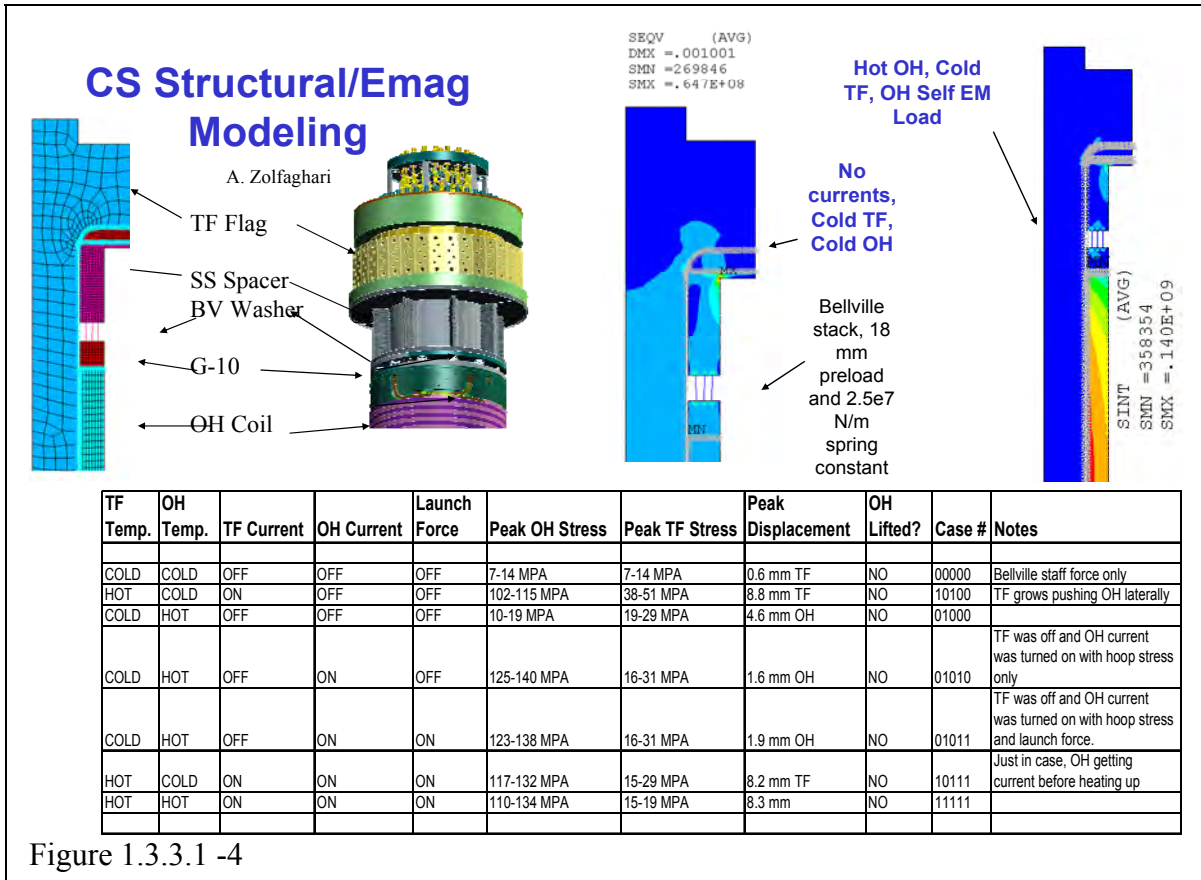 CS Structural/Emag
Modeling
A. Zolfaghari
TF Flag
SS Spacer
BV Washer
G-10
OH Coil
SEQV (AVG)
DMX =.001001
SMN =269846
SMX =.647E+08
MX
MN
No
currents,
Cold TF,
Cold OH
Bellville
stack, 18
mm
preload
and 2.5e7
N/m
spring
constant
Hot OH, Cold
TF, OH Self EM
Load
MN
SINT (AVG)
SMN =358354
SMX =.140E+09
TF Temp. OH Temp. TF Current OH Current Launch Force Peak OH Stress Peak TF Stress Peak Displacement OH Lifted? Case # Notes
COLD COLD OFF OFF OFF 7-14 MPA 7-14 MPA 0.6 mm TF NO 00000 Bellville staff force only
HOT COLD ON OFF OFF 102-115 MPA 38-51 MPA 8.8 mm TF NO 10100 TF grows pushing OH laterally
COLD HOT OFF OFF OFF 10-19 MPA 19-29 MPA 4.6 mm OH NO 01000
COLD HOT OFF ON OFF 125-140 MPA 16-31 MPA 1.6 mm OH NO 01010 TF was off and OH current was turned on with hoop stress only
COLD HOT OFF ON ON 123-138 MPA 16-31 MPA 1.9 mm OH NO 01011 TF was off and OH current was turned on with hoop stress and launch force.
HOT COLD ON ON ON 117-132 MPA 15-29 MPA 8.2 mm TF NO 10111 Just in case, OH getting current before heating up
HOT HOT ON ON ON 110-134 MPA 15-19 MPA 8.3 mm NO 11111
Figure 1.3.3.1 -4